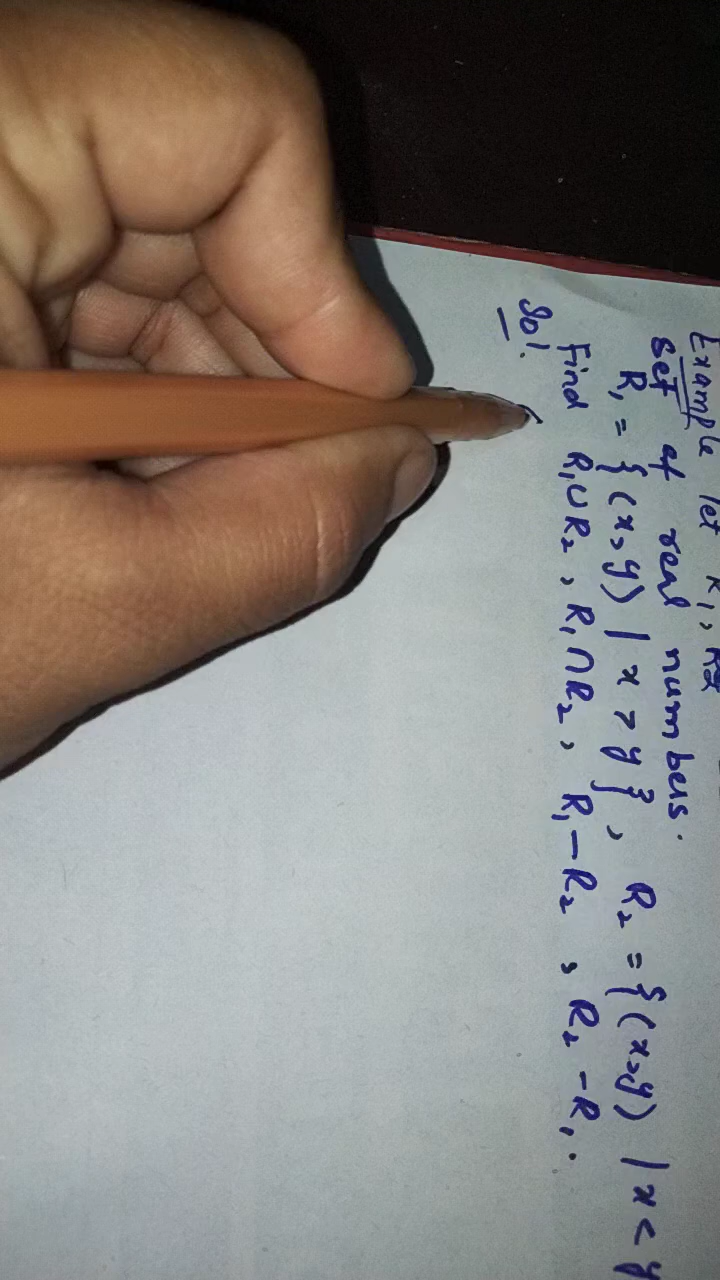 Example let R₁, R₂
set of real numbers.
R₁ = {(x, y) | x > y}, R₂ = {(x, y) | x < y
Find R₁∪R₂, R₁∩R₂, R₁–R₂, R₂–R₁.
Sol.